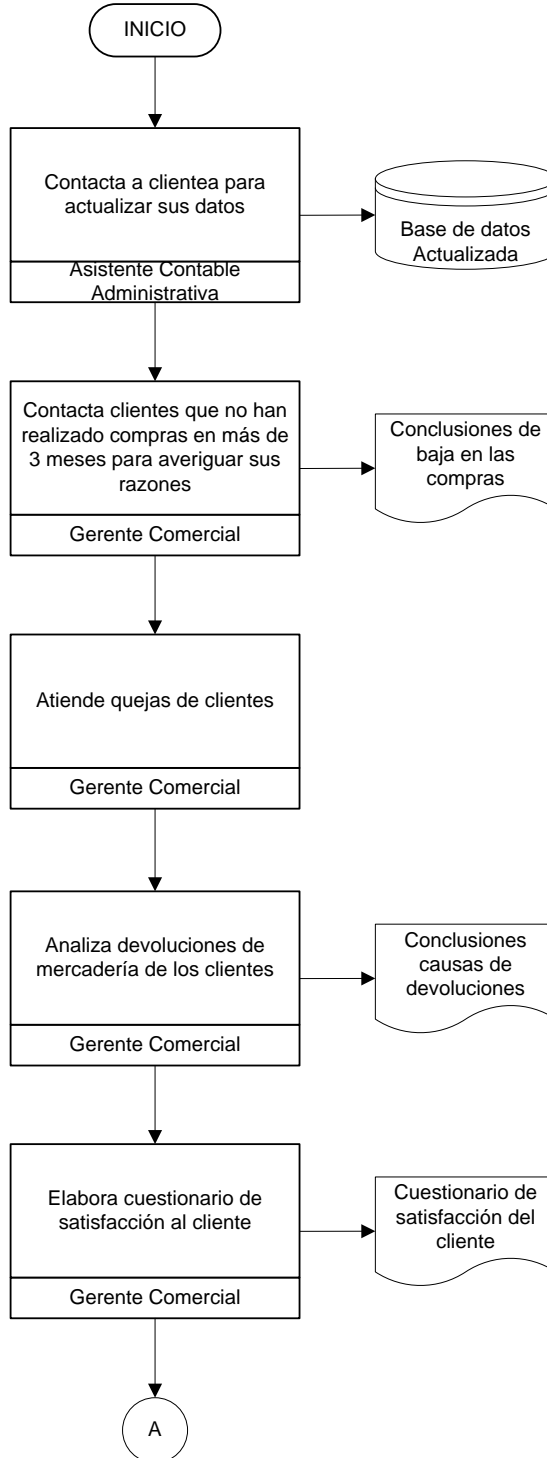 INICIO
Contacta a clientea para
actualizar sus datos
Asistente Contable
Administrativa
Base de datos
Actualizada
Contacta clientes que no han
realizado compras en más de
3 meses para averiguar sus
razones
Gerente Comercial
Conclusiones de
baja en las
compras
Atiende quejas de clientes
Gerente Comercial
Analiza devoluciones de
mercadería de los clientes
Gerente Comercial
Conclusiones
causas de
devoluciones
Elabora cuestionario de
satisfacción al cliente
Gerente Comercial
Cuestionario de
satisfacción del
cliente
A